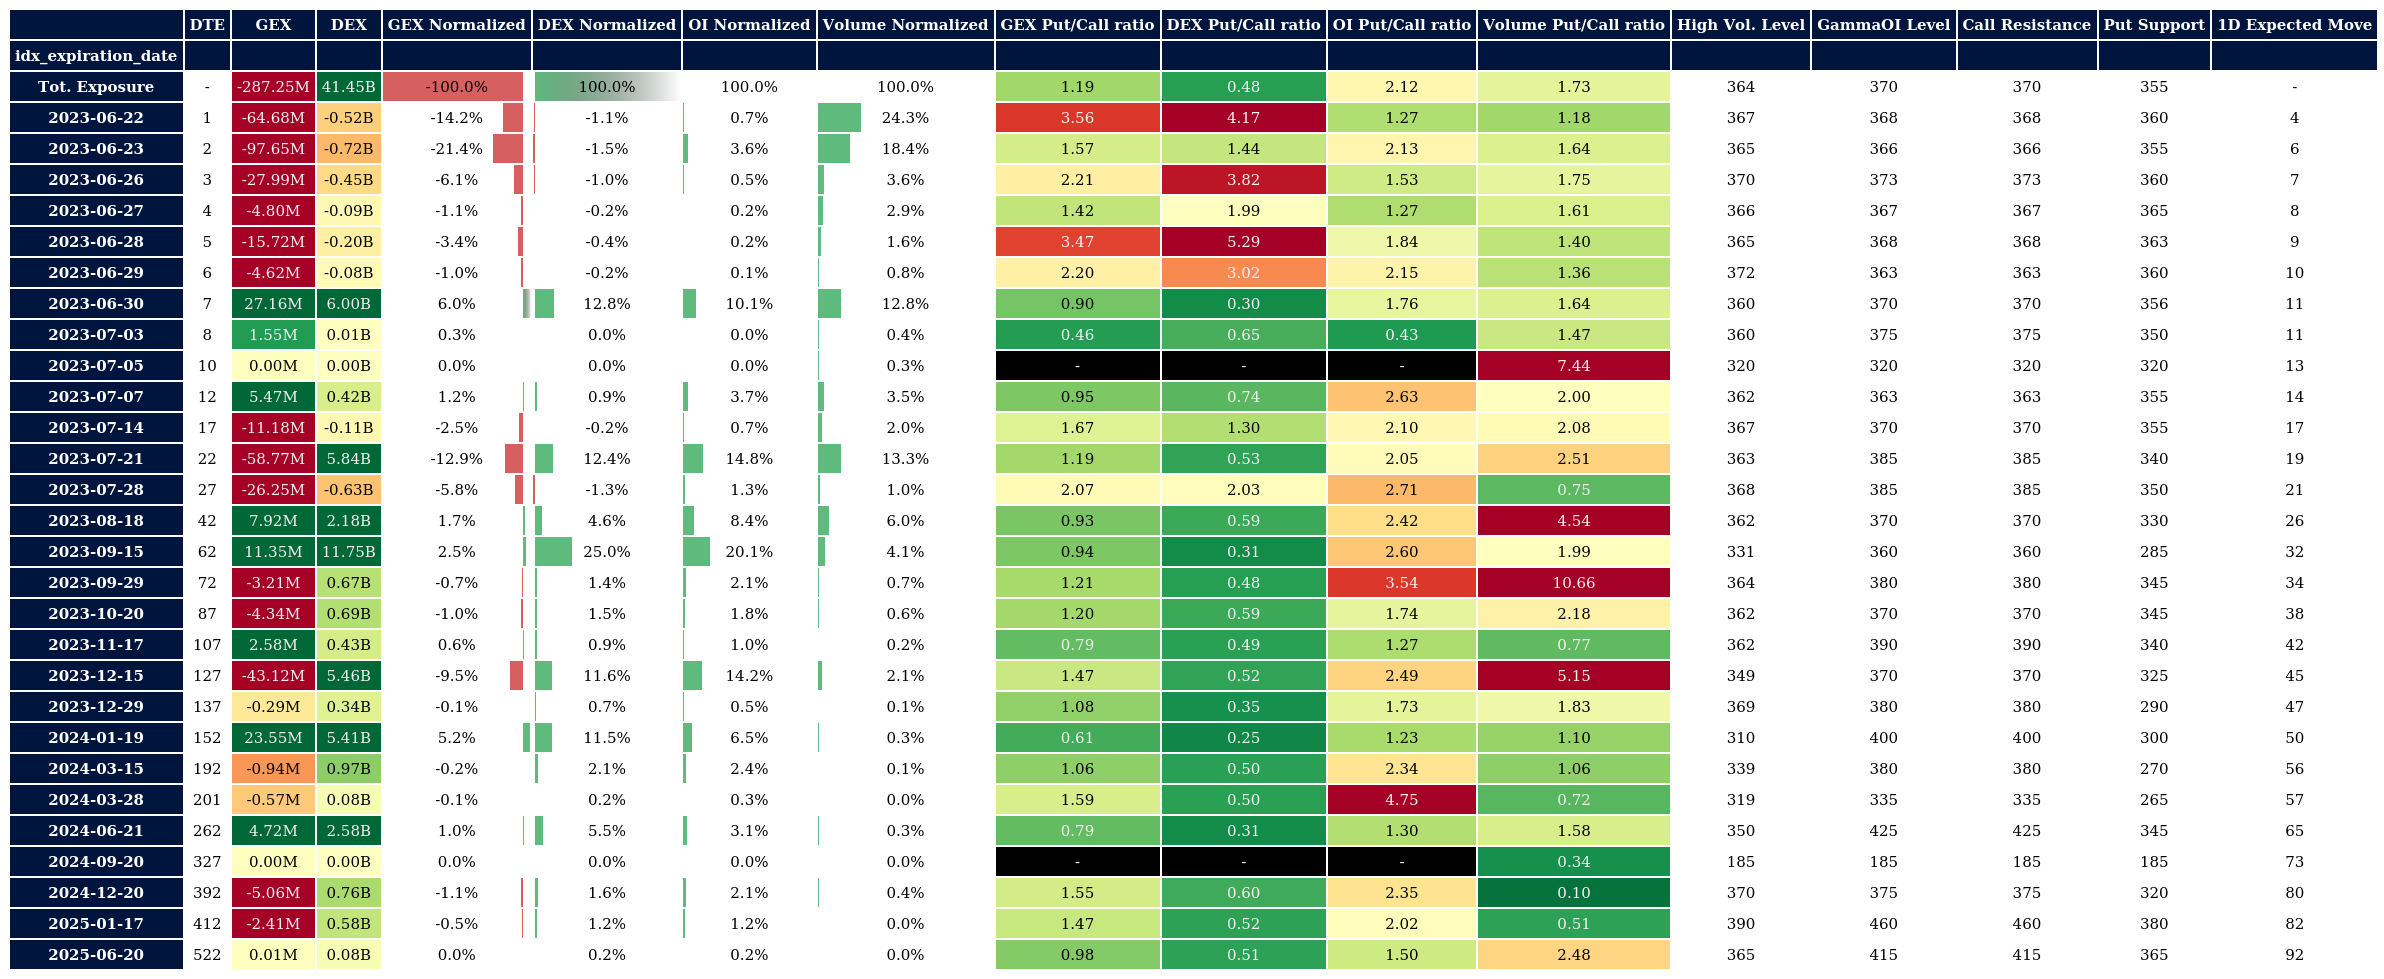 DTE GEX DEX GEX Normalized DEX Normalized OI Normalized Volume Normalized GEX Put/Call ratio DEX Put/Call ratio OI Put/Call ratio Volume Put/Call ratio High Vol. Level GammaOI Level Call Resistance Put Support 1D Expected Move
idx_expiration_date
Tot. Exposure - -287.25M 41.45B -100.0% 100.0% 100.0% 100.0% 1.19 0.48 2.12 1.73 364 370 370 355 -
2023-06-22 1 -64.68M -0.52B -14.2% -1.1% 0.7% 24.3% 3.56 4.17 1.27 1.18 367 368 368 360 4
2023-06-23 2 -97.65M -0.72B -21.4% -1.5% 3.6% 18.4% 1.57 1.44 2.13 1.64 365 366 366 355 6
2023-06-26 3 -27.99M -0.45B -6.1% -1.0% 0.5% 3.6% 2.21 3.82 1.53 1.75 370 373 373 360 7
2023-06-27 4 -4.80M -0.09B -1.1% -0.2% 0.2% 2.9% 1.42 1.99 1.27 1.61 366 367 367 365 8
2023-06-28 5 -15.72M -0.20B -3.4% -0.4% 0.2% 1.6% 3.47 5.29 1.84 1.40 365 368 368 363 9
2023-06-29 6 -4.62M -0.08B -1.0% -0.2% 0.1% 0.8% 2.20 3.02 2.15 1.36 372 363 363 360 10
2023-06-30 7 27.16M 6.00B 6.0% 12.8% 10.1% 12.8% 0.90 0.30 1.76 1.64 360 370 370 356 11
2023-07-03 8 1.55M 0.01B 0.3% 0.0% 0.0% 0.4% 0.46 0.65 0.43 1.47 360 375 375 350 11
2023-07-05 10 0.00M 0.00B 0.0% 0.0% 0.0% 0.3% - - - 7.44 320 320 320 320 13
2023-07-07 12 5.47M 0.42B 1.2% 0.9% 3.7% 3.5% 0.95 0.74 2.63 2.00 362 363 363 355 14
2023-07-14 17 -11.18M -0.11B -2.5% -0.2% 0.7% 2.0% 1.67 1.30 2.10 2.08 367 370 370 355 17
2023-07-21 22 -58.77M 5.84B -12.9% 12.4% 14.8% 13.3% 1.19 0.53 2.05 2.51 363 385 385 340 19
2023-07-28 27 -26.25M -0.63B -5.8% -1.3% 1.3% 1.0% 2.07 2.03 2.71 0.75 368 385 385 350 21
2023-08-18 42 7.92M 2.18B 1.7% 4.6% 8.4% 6.0% 0.93 0.59 2.42 4.54 362 370 370 330 26
2023-09-15 62 11.35M 11.75B 2.5% 25.0% 20.1% 4.1% 0.94 0.31 2.60 1.99 331 360 360 285 32
2023-09-29 72 -3.21M 0.67B -0.7% 1.4% 2.1% 0.7% 1.21 0.48 3.54 10.66 364 380 380 345 34
2023-10-20 87 -4.34M 0.69B -1.0% 1.5% 1.8% 0.6% 1.20 0.59 1.74 2.18 362 370 370 345 38
2023-11-17 107 2.58M 0.43B 0.6% 0.9% 1.0% 0.2% 0.79 0.49 1.27 0.77 362 390 390 340 42
2023-12-15 127 -43.12M 5.46B -9.5% 11.6% 14.2% 2.1% 1.47 0.52 2.49 5.15 349 370 370 325 45
2023-12-29 137 -0.29M 0.34B -0.1% 0.7% 0.5% 0.1% 1.08 0.35 1.73 1.83 369 380 380 290 47
2024-01-19 152 23.55M 5.41B 5.2% 11.5% 6.5% 0.3% 0.61 0.25 1.23 1.10 310 400 400 300 50
2024-03-15 192 -0.94M 0.97B -0.2% 2.1% 2.4% 0.1% 1.06 0.50 2.34 1.06 339 380 380 270 56
2024-03-28 201 -0.57M 0.08B -0.1% 0.2% 0.3% 0.0% 1.59 0.50 4.75 0.72 319 335 335 265 57
2024-06-21 262 4.72M 2.58B 1.0% 5.5% 3.1% 0.3% 0.79 0.31 1.30 1.58 350 425 425 345 65
2024-09-20 327 0.00M 0.00B 0.0% 0.0% 0.0% 0.0% - - - 0.34 185 185 185 185 73
2024-12-20 392 -5.06M 0.76B -1.1% 1.6% 2.1% 0.4% 1.55 0.60 2.35 0.10 370 375 375 320 80
2025-01-17 412 -2.41M 0.58B -0.5% 1.2% 1.2% 0.0% 1.47 0.52 2.02 0.51 390 460 460 380 82
2025-06-20 522 0.01M 0.08B 0.0% 0.2% 0.2% 0.0% 0.98 0.51 1.50 2.48 365 415 415 365 92